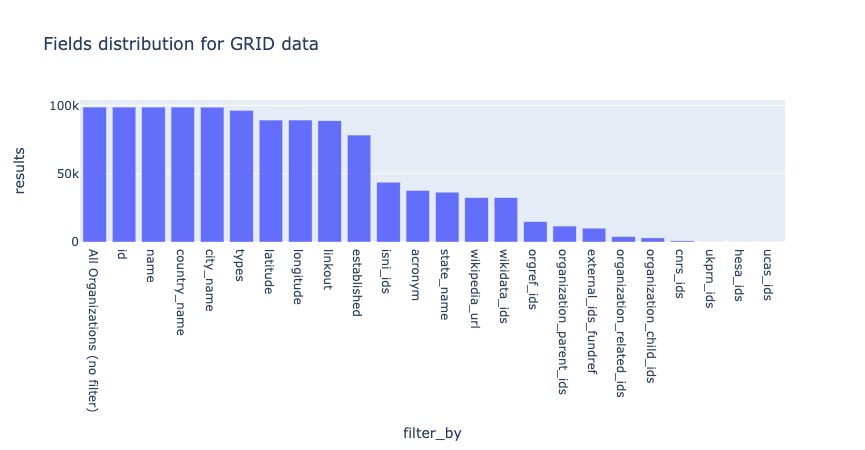 Fields distribution for GRID data
100k
50k
0
results
All Organizations (no filter)
id
name
country_name
city_name
types
latitude
longitude
linkout
established
isni_ids
acronym
state_name
wikipedia_url
wikidata_ids
orgref_ids
organization_parent_ids
external_ids_fundref
organization_related_ids
organization_child_ids
cnrs_ids
ukprn_ids
hesa_ids
ucas_ids
filter_by